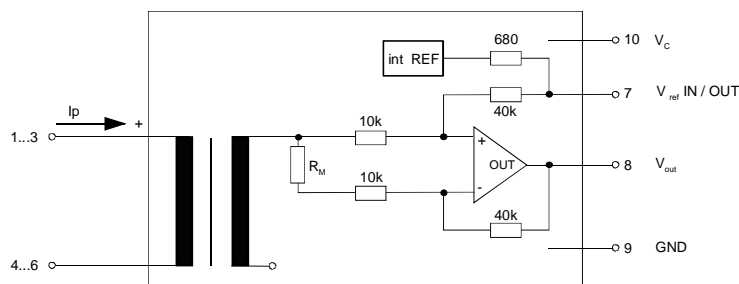 680
10 V_C
int REF
7 V_ref IN / OUT
40k
Ip
+
1...3
10k
+
OUT
8 V_out
R_M
10k
-
40k
9 GND
4...6